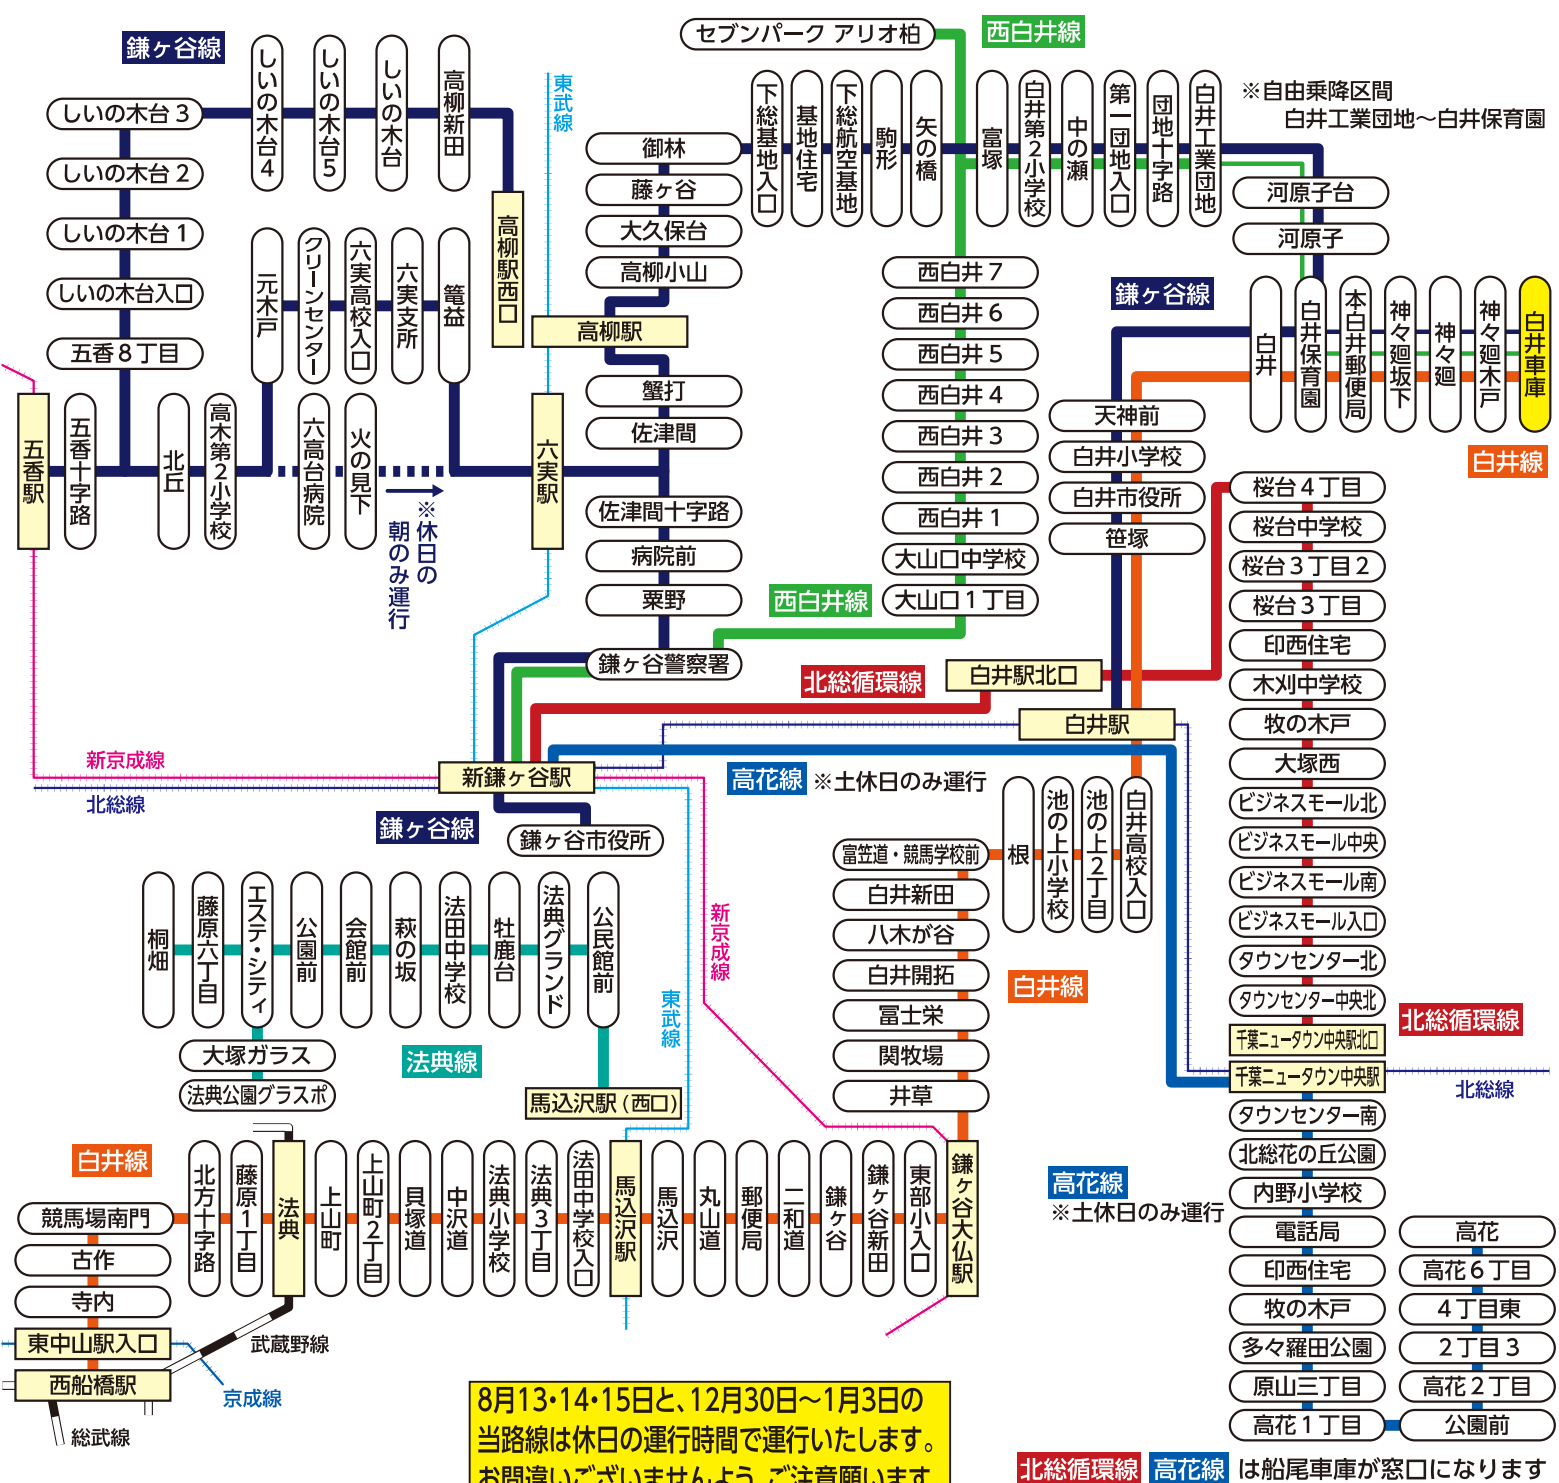 鎌ヶ谷線
しいの木台4
しいの木台5
しいの木台
高柳新田
しいの木台 3
しいの木台 2
しいの木台 1
しいの木台入口
五香 8 丁目
元木戸
クリーンセンター
六実高校入口
六実支所
篭益
高柳駅西口
東武線
五香駅
五香十字路
北丘
高木第2小学校
六高台病院
火の見下
※休日の
朝のみ運行
六実駅
セブンパーク アリオ柏
西白井線
御林
藤ヶ谷
大久保台
高柳小山
高柳駅
蟹打
佐津間
佐津間十字路
病院前
粟野
鎌ヶ谷警察署
下総基地入口
基地住宅
下総航空基地
駒形
矢の橋
富塚
白井第2小学校
中の瀬
第一団地入口
団地十字路
白井工業団地
※自由乗降区間
白井工業団地〜白井保育園
河原子台
河原子
鎌ヶ谷線
白井
白井保育園
本白井郵便局
神々廻坂下
神々廻
神々廻木戸
白井車庫
白井線
西白井 7
西白井 6
西白井 5
西白井 4
西白井 3
西白井 2
西白井 1
大山口中学校
大山口 1 丁目
西白井線
天神前
白井小学校
白井市役所
笹塚
北総循環線
白井駅北口
白井駅
桜台 4 丁目
桜台中学校
桜台 3 丁目 2
桜台 3 丁目
印西住宅
木刈中学校
牧の木戸
大塚西
ビジネスモール北
ビジネスモール中央
ビジネスモール南
ビジネスモール入口
タウンセンター北
タウンセンター中央北
千葉ニュータウン中央駅北口
千葉ニュータウン中央駅
北総循環線
北総線
新京成線
北総線
新鎌ヶ谷駅
鎌ヶ谷線
鎌ヶ谷市役所
高花線
※土休日のみ運行
富笠道・競馬学校前
白井新田
八木が谷
白井開拓
冨士栄
関牧場
井草
根
池の上小学校
池の上2丁目
白井高校入口
白井線
新京成線
東武線
桐畑
藤原六丁目
エステ・シティ
公園前
会館前
萩の坂
法田中学校
牡鹿台
法典グランド
公民館前
大塚ガラス
法典公園グラスポ
法典線
馬込沢駅 (西口)
白井線
北方十字路
藤原1丁目
法典
上山町
上山町2丁目
貝塚道
中沢道
法典小学校
法典3丁目
法田中学校入口
馬込沢駅
馬込沢
丸山道
郵便局
二和道
鎌ヶ谷
鎌ヶ谷新田
東部小入口
鎌ヶ谷大仏駅
競馬場南門
古作
寺内
東中山駅入口
西船橋駅
武蔵野線
京成線
総武線
高花線
※土休日のみ運行
タウンセンター南
北総花の丘公園
内野小学校
電話局
印西住宅
牧の木戸
多々羅田公園
原山三丁目
高花 1 丁目
高花
高花 6 丁目
4 丁目東
2 丁目 3
高花 2 丁目
公園前
8月13・14・15日と、12月30日〜1月3日の
当路線は休日の運行時間で運行いたします。
お間違いございませんよう、ご注意願います
北総循環線 高花線 は船尾車庫が窓口になります